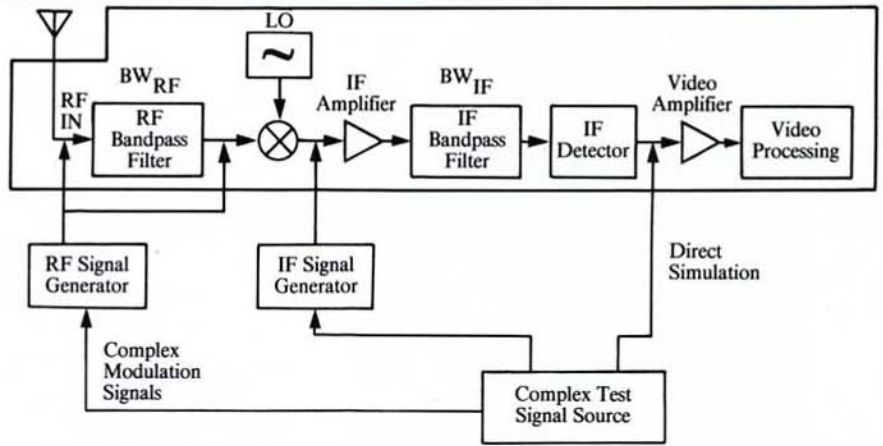 LO
BW RF
IF
Amplifier
BW IF
Video
Amplifier
RF
IN
RF
Bandpass
Filter
IF
Bandpass
Filter
IF
Detector
Video
Processing
RF Signal
Generator
IF Signal
Generator
Direct
Simulation
Complex
Modulation
Signals
Complex Test
Signal Source